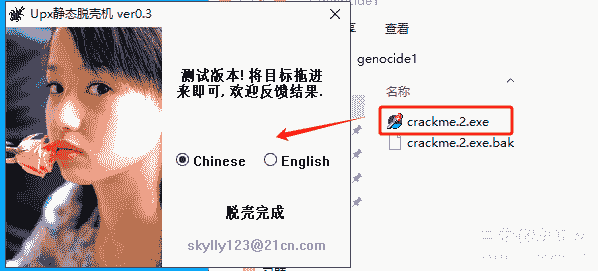 Upx静态脱壳机 ver0.3
测试版本! 将目标拖进
来即可, 欢迎反馈结果.
Chinese
English
脱壳完成
skylly123@21cn.com
查看
genocide1
名称
crackme.2.exe
crackme.2.exe.bak